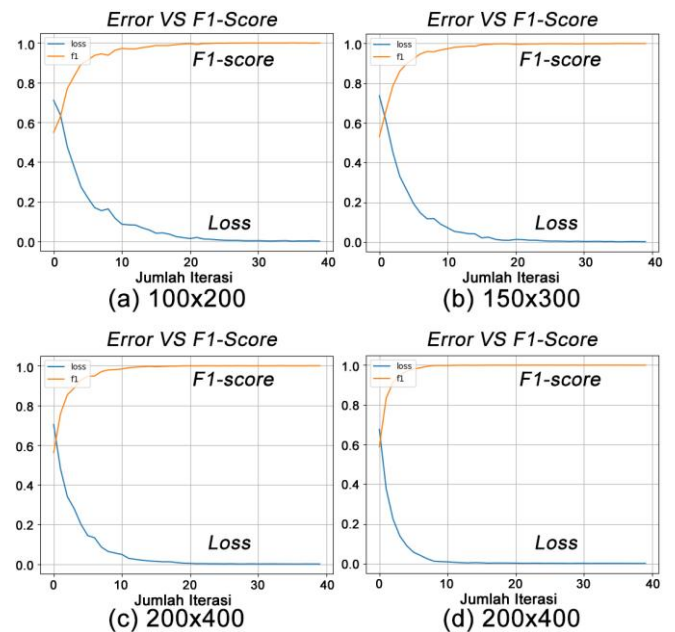 Error VS F1-Score
loss
f1
F1-score
Loss
1.0
0.8
0.6
0.4
0.2
0.0
0
10
20
30
40
Jumlah Iterasi
(a) 100x200
Error VS F1-Score
loss
f1
F1-score
Loss
1.0
0.8
0.6
0.4
0.2
0.0
0
10
20
30
40
Jumlah Iterasi
(b) 150x300
Error VS F1-Score
loss
f1
F1-score
Loss
1.0
0.8
0.6
0.4
0.2
0.0
0
10
20
30
40
Jumlah Iterasi
(c) 200x400
Error VS F1-Score
loss
f1
F1-score
Loss
1.0
0.8
0.6
0.4
0.2
0.0
0
10
20
30
40
Jumlah Iterasi
(d) 200x400